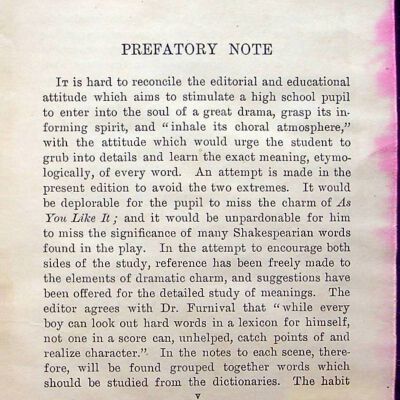 PREFATORY NOTE
IT is hard to reconcile the editorial and educational
attitude which aims to stimulate a high school pupil
to enter into the soul of a great drama, grasp its in-
forming spirit, and “inhale its choral atmosphere,”
with the attitude which would urge the student to
grub into details and learn the exact meaning, etymo-
logically, of every word. An attempt is made in the
present edition to avoid the two extremes. It would
be deplorable for the pupil to miss the charm of As
You Like It; and it would be unpardonable for him
to miss the significance of many Shakespearian words
found in the play. In the attempt to encourage both
sides of the study, reference has been freely made to
the elements of dramatic charm, and suggestions have
been offered for the detailed study of meanings. The
editor agrees with Dr. Furnival that “while every
boy can look out hard words in a lexicon for himself,
not one in a score can, unhelped, catch points of and
realize character.” In the notes to each scene, there-
fore, will be found grouped together words which
should be studied from the dictionaries. The habit
v